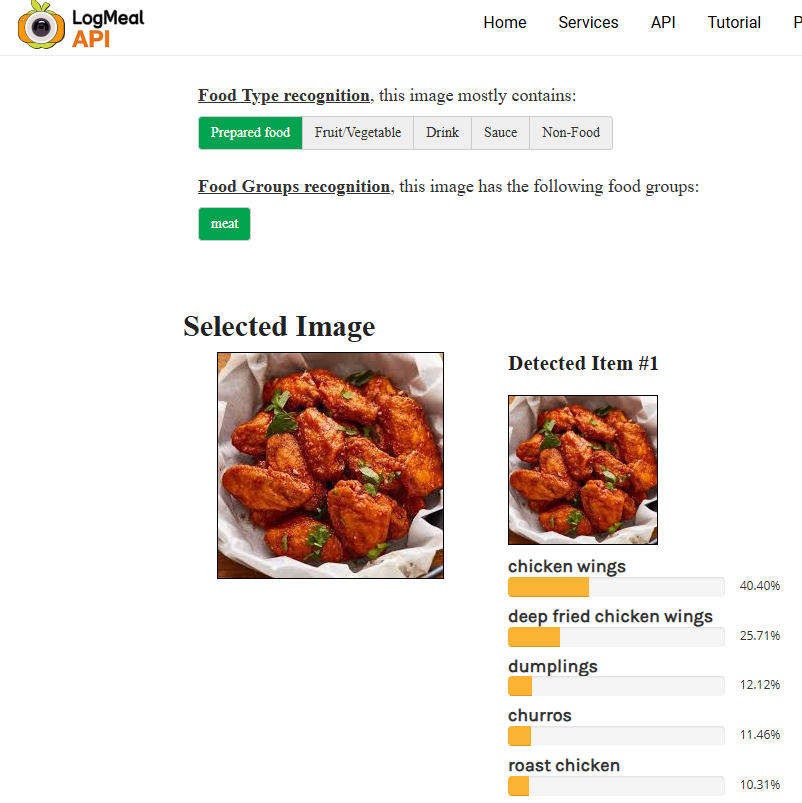 LogMeal
API
Home Services API Tutorial P
Food Type recognition, this image mostly contains:
Prepared food Fruit/Vegetable Drink Sauce Non-Food
Food Groups recognition, this image has the following food groups:
meat
Selected Image
Detected Item #1
chicken wings
40.40%
deep fried chicken wings
25.71%
dumplings
12.12%
churros
11.46%
roast chicken
10.31%